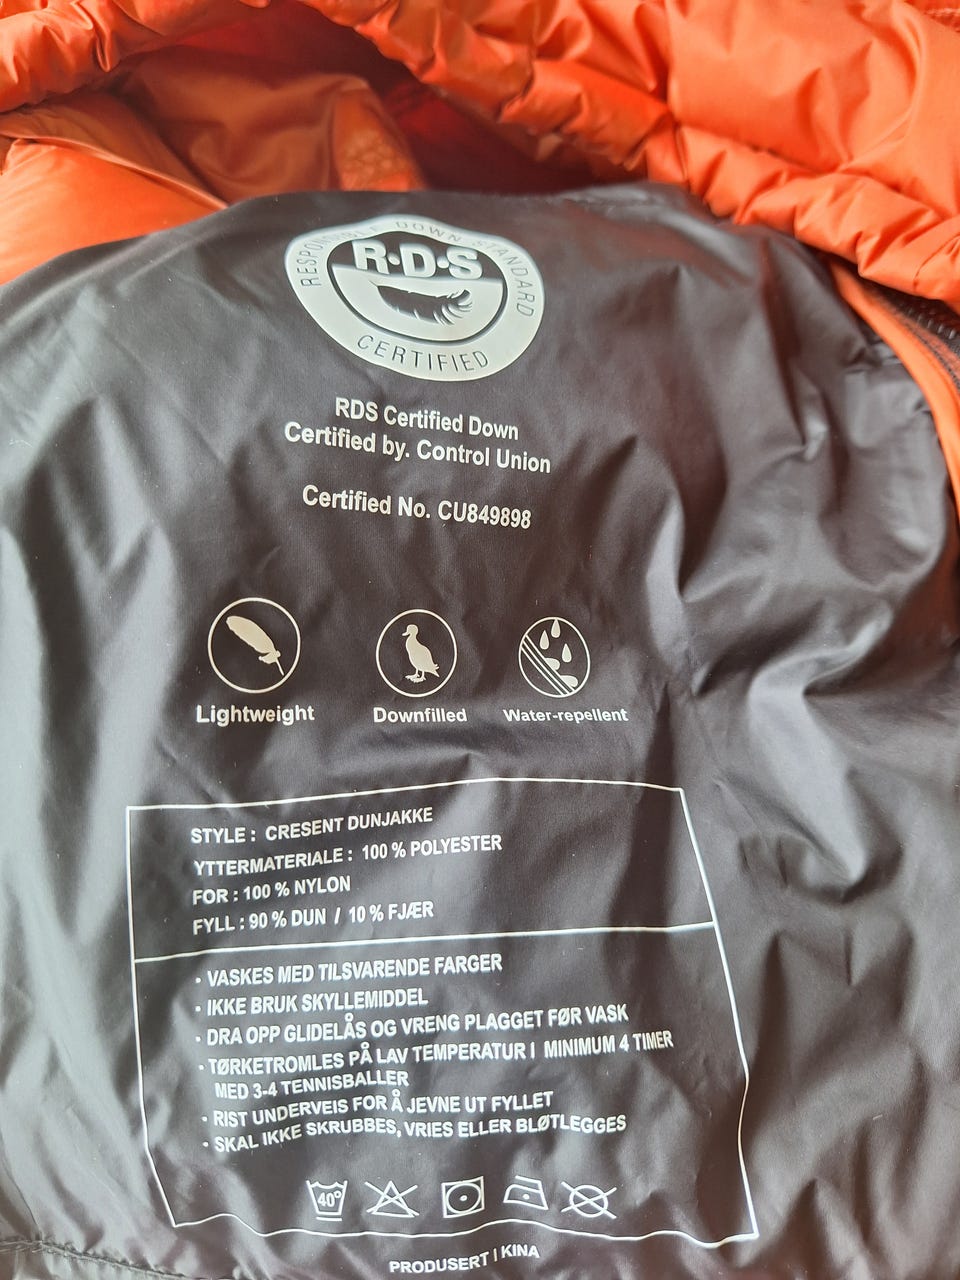 RESPONSIBLE DOWN STANDARD
R·D·S
CERTIFIED
RDS Certified Down
Certified by. Control Union
Certified No. CU849898
Lightweight
Downfilled
Water-repellent
STYLE : CRESENT DUNJAKKE
YTTERMATERIALE : 100 % POLYESTER
FOR : 100 % NYLON
FYLL : 90 % DUN / 10 % FJÆR
· VASKES MED TILSVARENDE FARGER
· IKKE BRUK SKYLLEMIDDEL
· DRA OPP GLIDELÅS OG VRENG PLAGGET FØR VASK
· TØRKETROMLES PÅ LAV TEMPERATUR I MINIMUM 4 TIMER
MED 3-4 TENNISBALLER
· RIST UNDERVEIS FOR Å JEVNE UT FYLLET
· SKAL IKKE SKRUBBES, VRIES ELLER BLØTLEGGES
40°
PRODUSERT I KINA